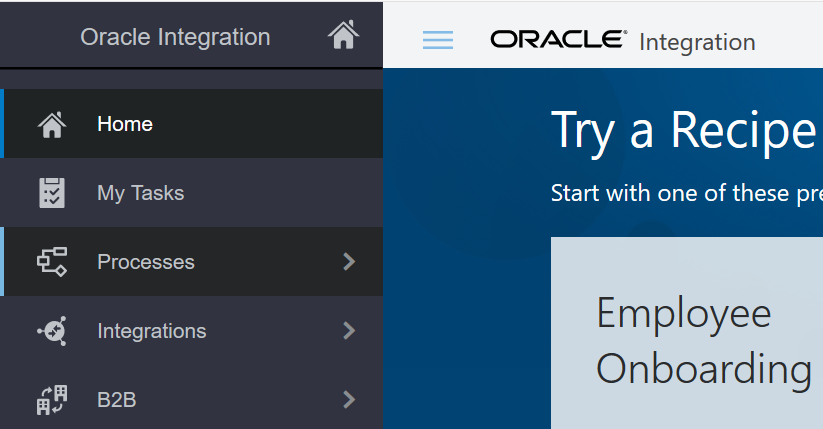 Oracle Integration
Home
My Tasks
Processes
Integrations
B2B
ORACLE® Integration
Try a Recipe
Start with one of these pre
Employee
Onboarding